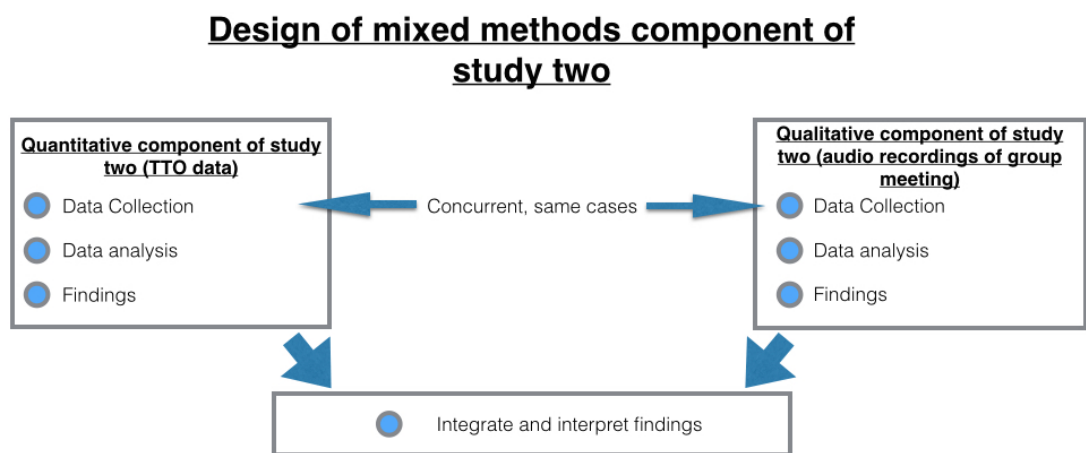 Design of mixed methods component of
study two
Quantitative component of study
two (TTO data)
Data Collection
Data analysis
Findings
Concurrent, same cases
Qualitative component of study
two (audio recordings of group
meeting)
Data Collection
Data analysis
Findings
Integrate and interpret findings